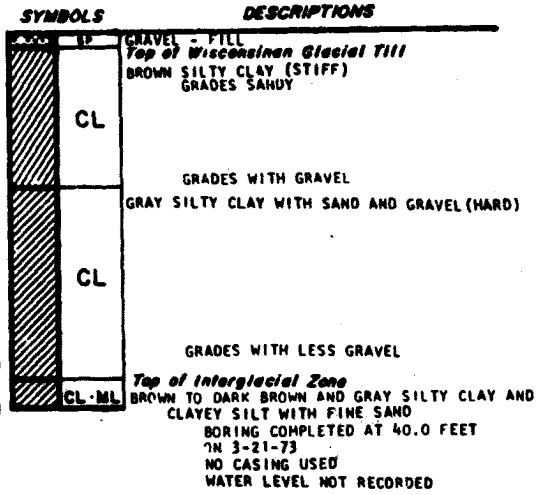 SYMBOLS DESCRIPTIONS
GRAVEL - FILL
Top of Wisconsinan Glacial Till
BROWN SILTY CLAY (STIFF)
GRADES SANDY
CL
GRADES WITH GRAVEL
GRAY SILTY CLAY WITH SAND AND GRAVEL (HARD)
CL
GRADES WITH LESS GRAVEL
Top of Interglacial Zone
CL-ML BROWN TO DARK BROWN AND GRAY SILTY CLAY AND
CLAYEY SILT WITH FINE SAND
BORING COMPLETED AT 40.0 FEET
ON 3-21-73
NO CASING USED
WATER LEVEL NOT RECORDED